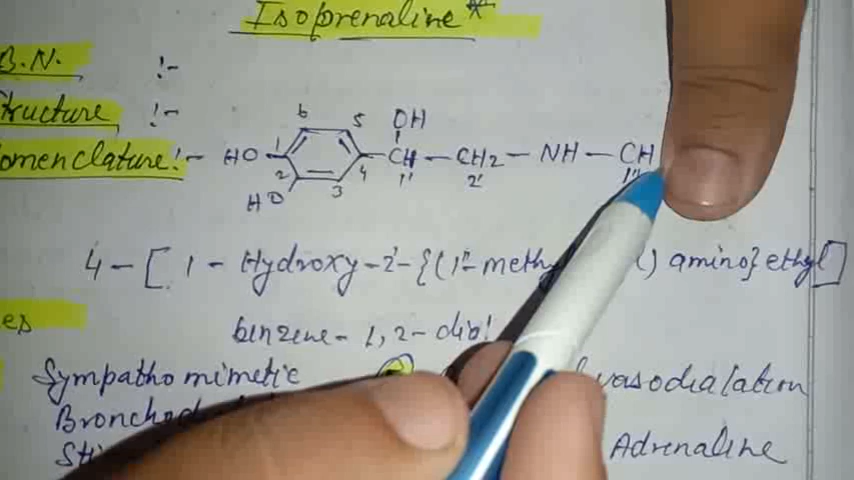 Isoprenaline*
B.N. :-
Structure :-
Nomenclature :-
6 5 OH
HO 1 CH — CH2 — NH — CH
2 4 1' 2' 1"
HO 3
4-[1-Hydroxy-2'-{(1"- amino}ethyl]
benzene-1,2-diol
Sympathomimetic vasodialation
Adrenaline